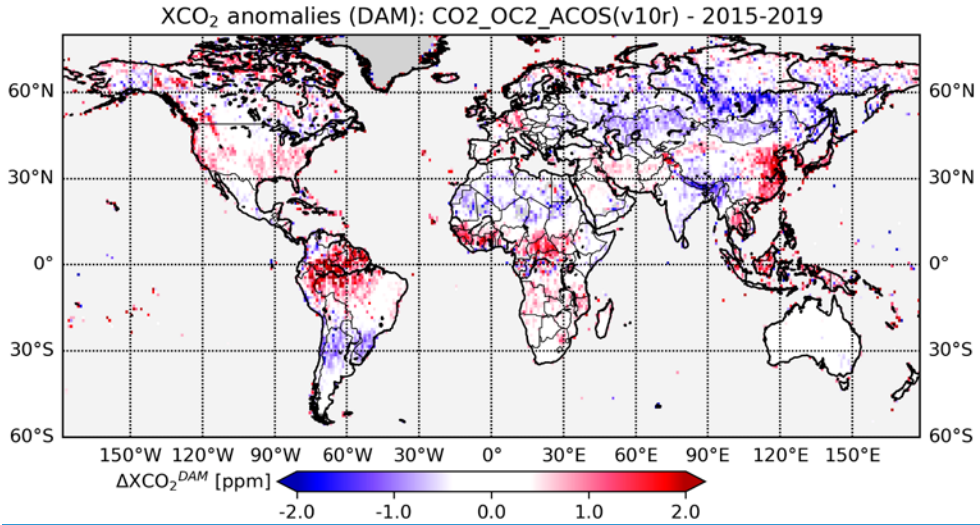 XCO₂ anomalies (DAM): CO2_OC2_ACOS(v10r) - 2015-2019
60°N 60°N
30°N 30°N
0° 0°
30°S 30°S
60°S 60°S
150°W 120°W 90°W 60°W 30°W 0° 30°E 60°E 90°E 120°E 150°E
ΔXCO₂ᴰᴬᴹ [ppm]
-2.0 -1.0 0.0 1.0 2.0